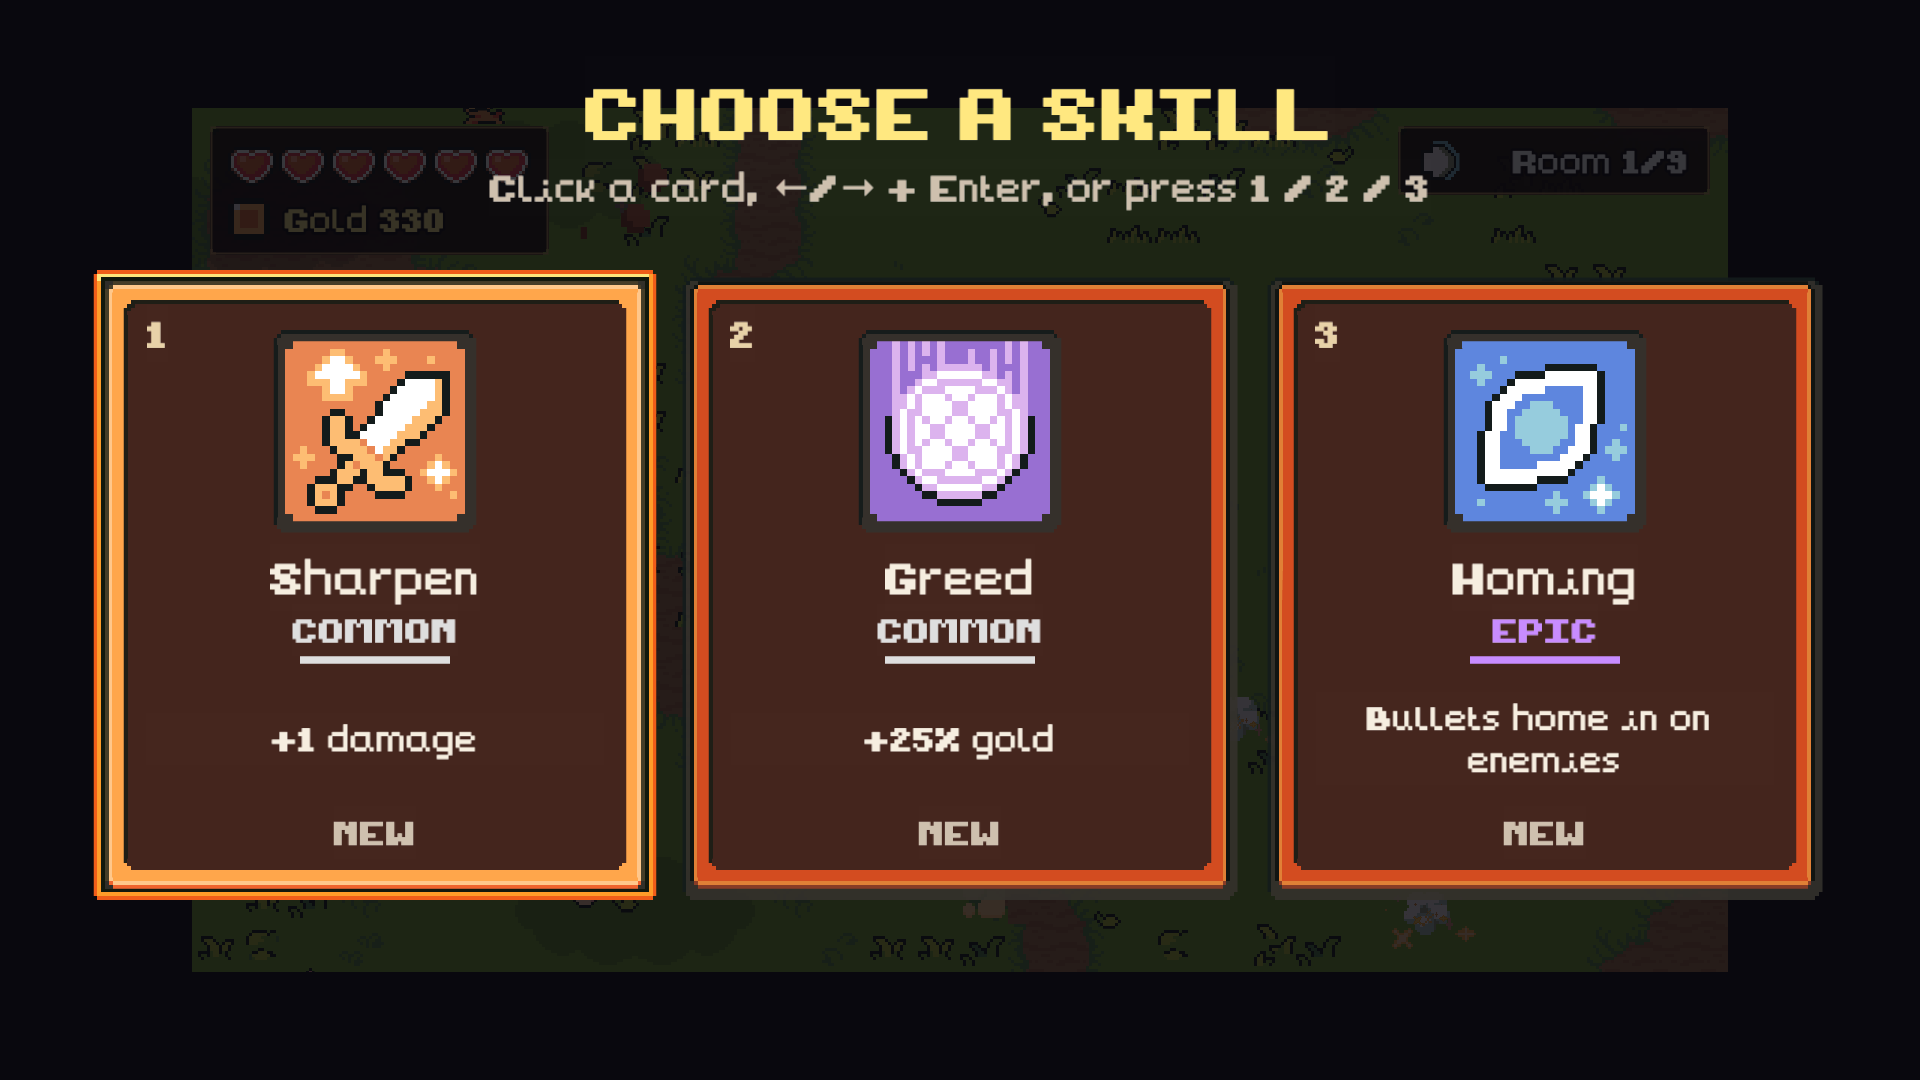 CHOOSE A SKILL
Room 1/9
Click a card, ←/→ + Enter, or press 1 / 2 / 3
Gold 330
1
2
3
Sharpen
COMMON
+1 damage
NEW
Greed
COMMON
+25% gold
NEW
Homing
EPIC
Bullets home in on
enemies
NEW